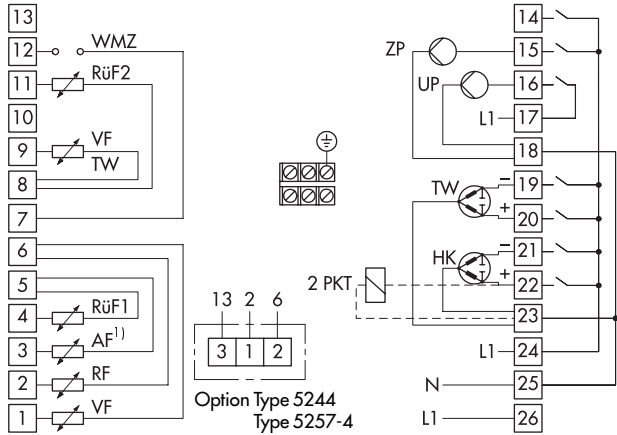 13
12 WMZ
11 RüF2
10
9 VF
TW
8
7
6
5
4 RüF1
3 AF1)
2 RF
1 VF
13 2 6
3 1 2
Option Type 5244
Type 5257-4
14
ZP 15
UP 16
L1 17
18
TW − 19
+ 20
HK − 21
+ 22
2 PKT
23
L1 24
N 25
L1 26